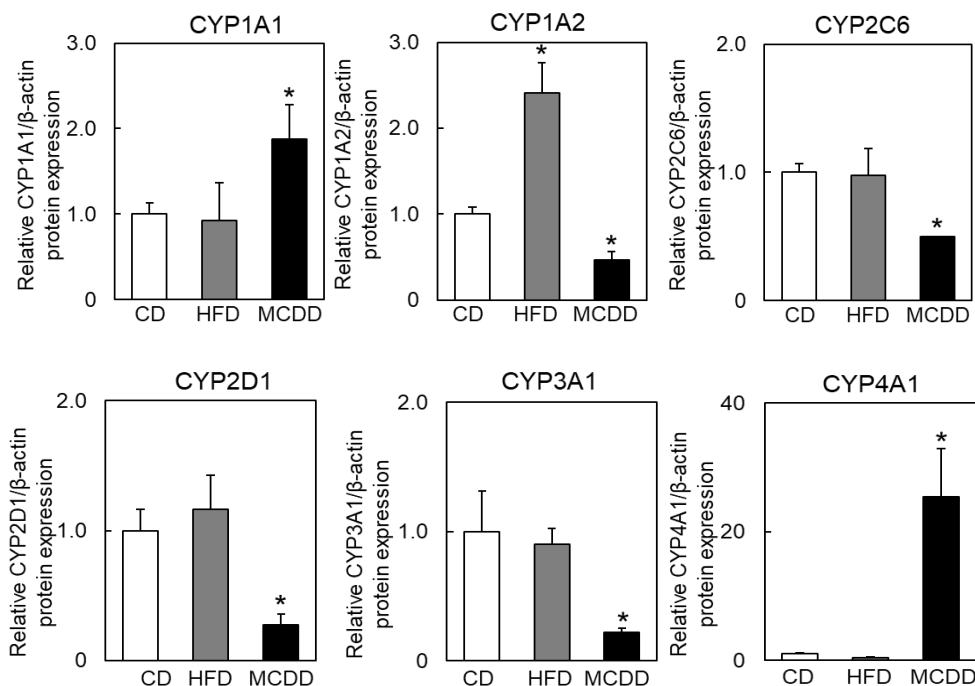 CYP1A1
Relative CYP1A1/β-actin
protein expression
3.0
2.0
1.0
0
*
CD HFD MCDD
CYP1A2
Relative CYP1A2/β-actin
protein expression
3.0
2.0
1.0
0
*
*
CD HFD MCDD
CYP2C6
Relative CYP2C6/β-actin
protein expression
2.0
1.0
0
*
CD HFD MCDD
CYP2D1
Relative CYP2D1/β-actin
protein expression
2.0
1.0
0
*
CD HFD MCDD
CYP3A1
Relative CYP3A1/β-actin
protein expression
2.0
1.0
0
*
CD HFD MCDD
CYP4A1
Relative CYP4A1/β-actin
protein expression
40
20
0
*
CD HFD MCDD